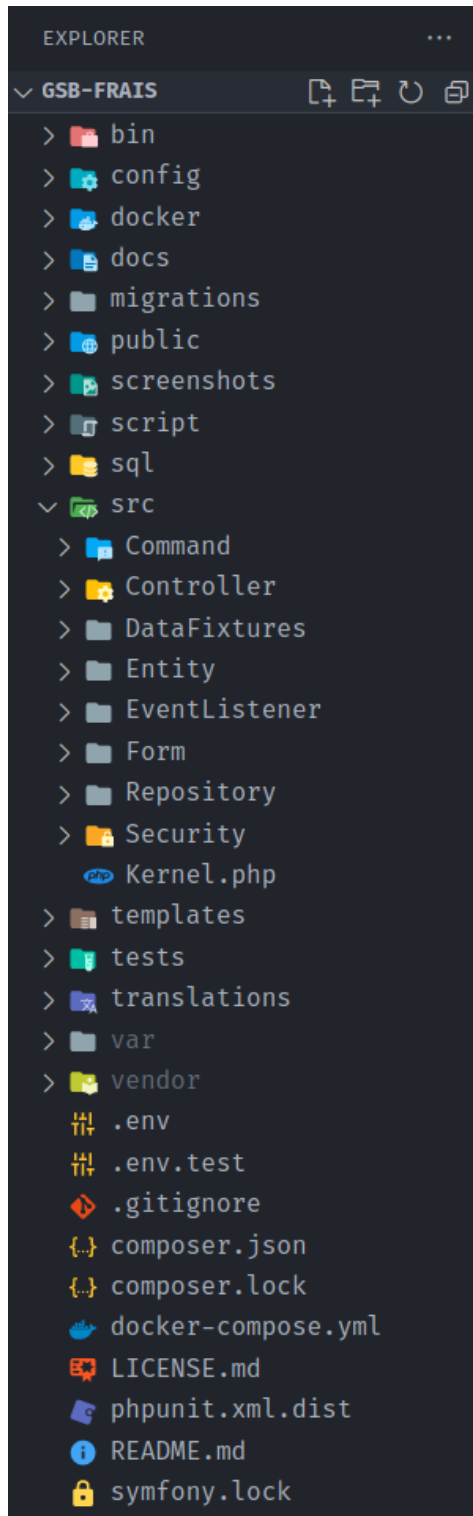 EXPLORER ...
GSB-FRAIS
bin
config
docker
docs
migrations
public
screenshots
script
sql
src
Command
Controller
DataFixtures
Entity
EventListener
Form
Repository
Security
php Kernel.php
templates
tests
translations
var
vendor
.env
.env.test
.gitignore
{..} composer.json
{..} composer.lock
docker-compose.yml
LICENSE.md
phpunit.xml.dist
README.md
symfony.lock